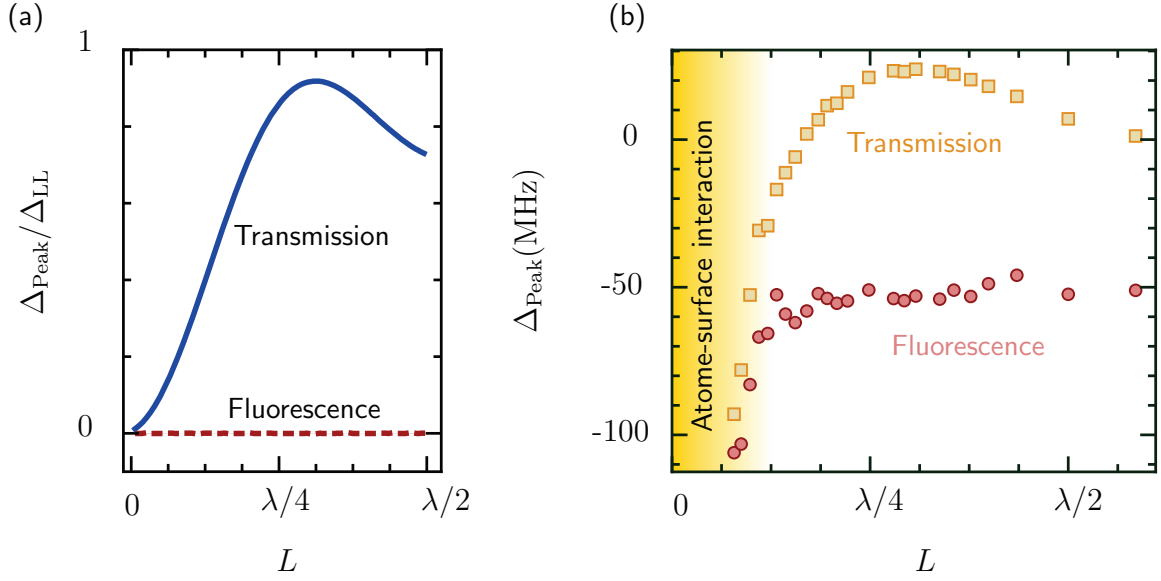 (a)
1
0
Δ_Peak/Δ_LL
Transmission
Fluorescence
0
λ/4
λ/2
L
(b)
0
-50
-100
Δ_Peak(MHz)
Atome-surface interaction
Transmission
Fluorescence
0
λ/4
λ/2
L